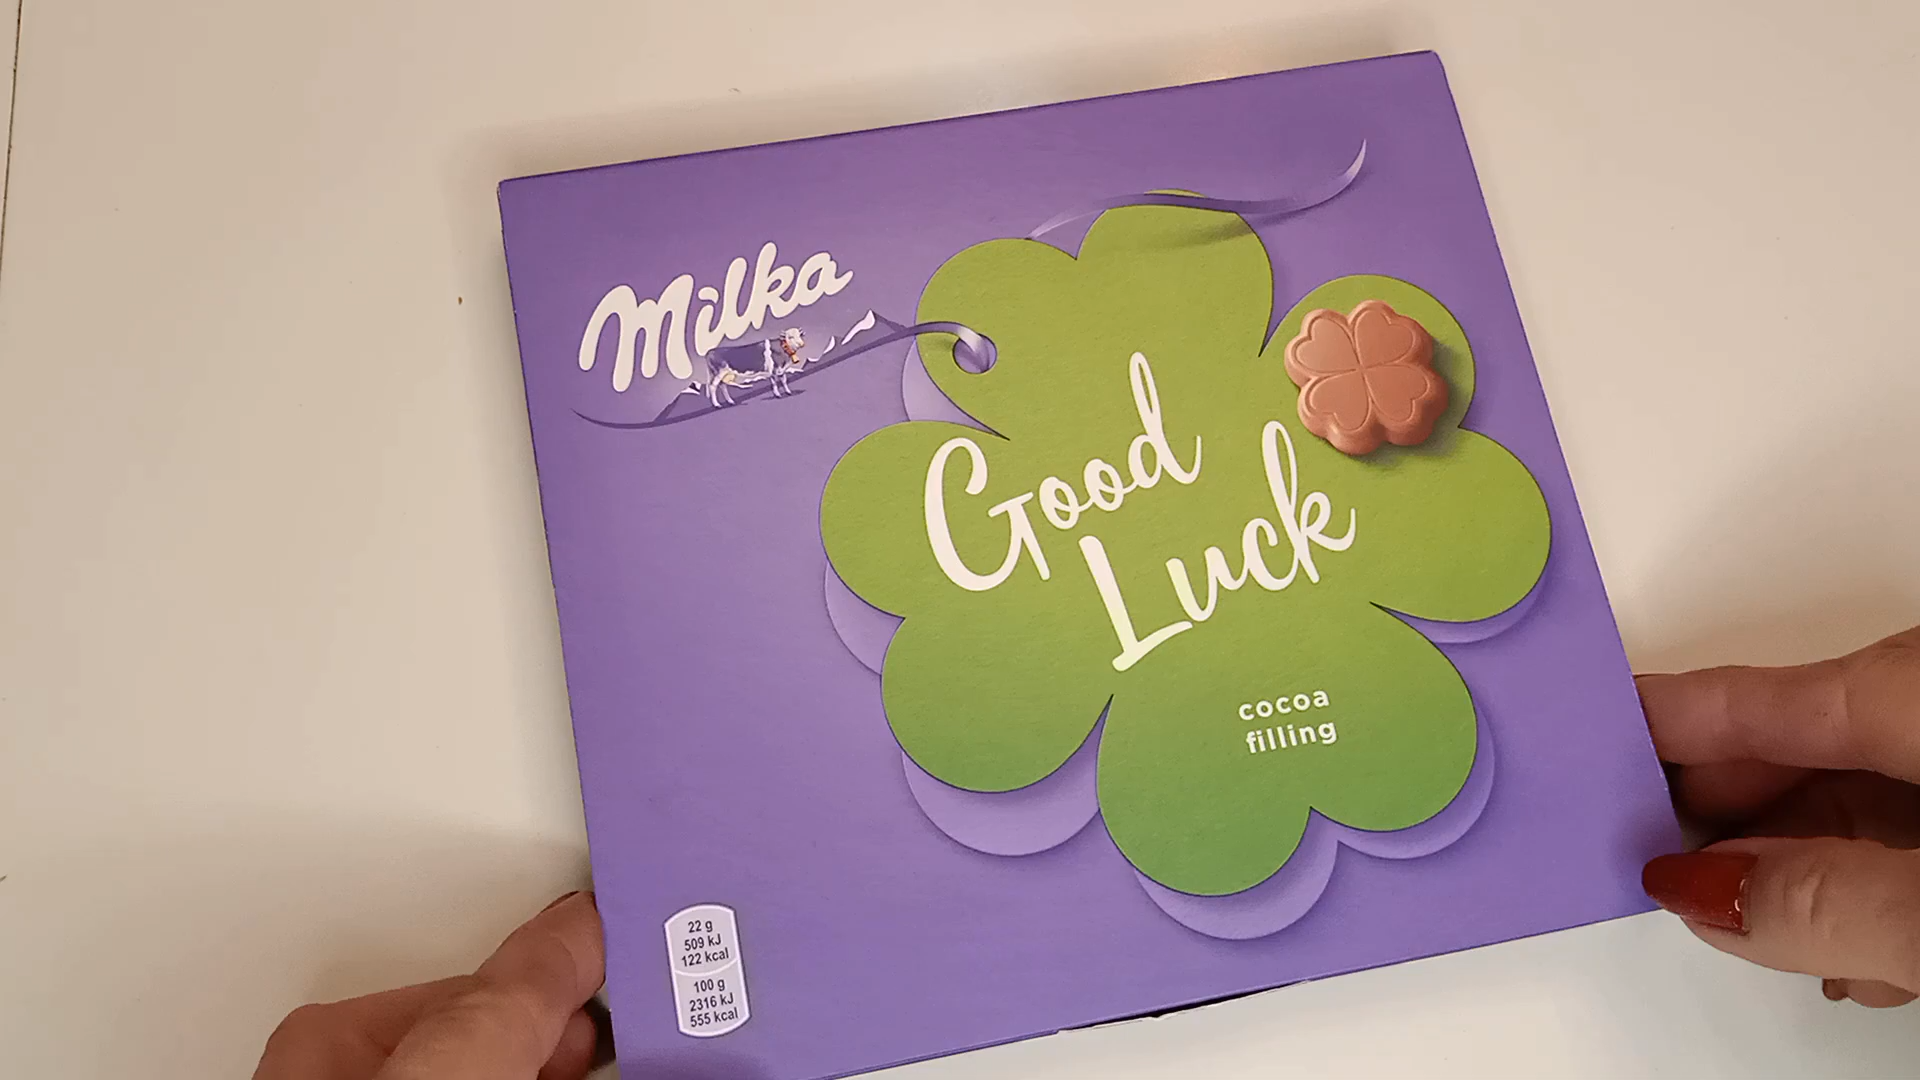 Milka
Good
Luck
cocoa
filling
22 g
509 kJ
122 kcal
100 g
2316 kJ
555 kcal